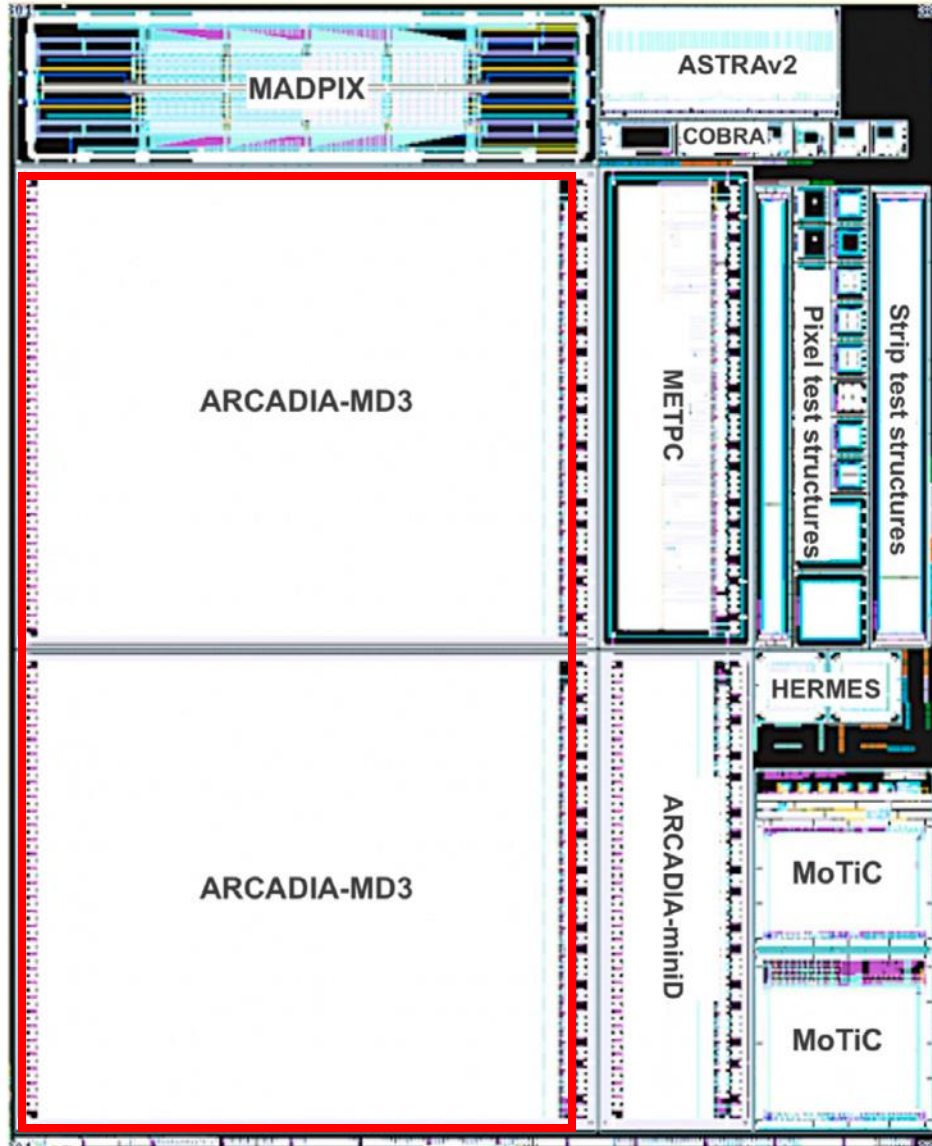 MADPIX
ASTRAv2
COBRA
ARCADIA-MD3
METPC
Pixel test structures
Strip test structures
HERMES
ARCADIA-MD3
ARCADIA-miniD
MoTiC
MoTiC